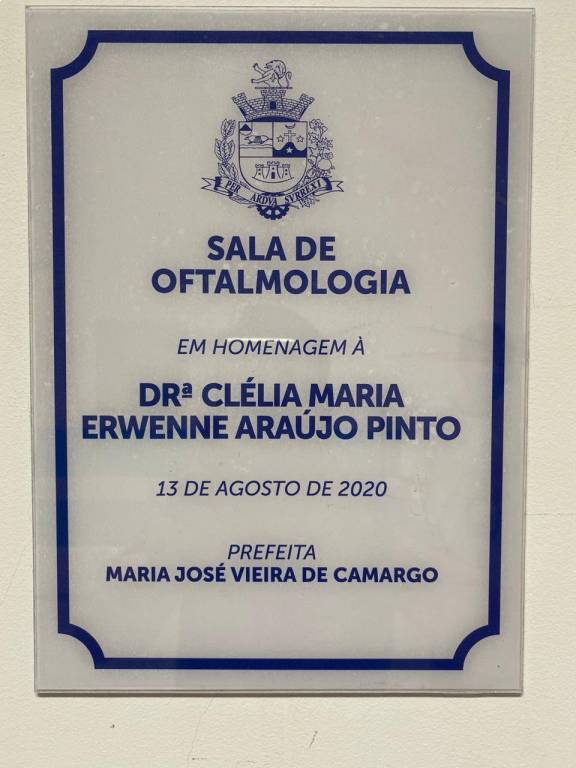 PER ARDVA SVRREXI
SALA DE
OFTALMOLOGIA
EM HOMENAGEM À
DRª CLÉLIA MARIA
ERWENNE ARAÚJO PINTO
13 DE AGOSTO DE 2020
PREFEITA
MARIA JOSÉ VIEIRA DE CAMARGO